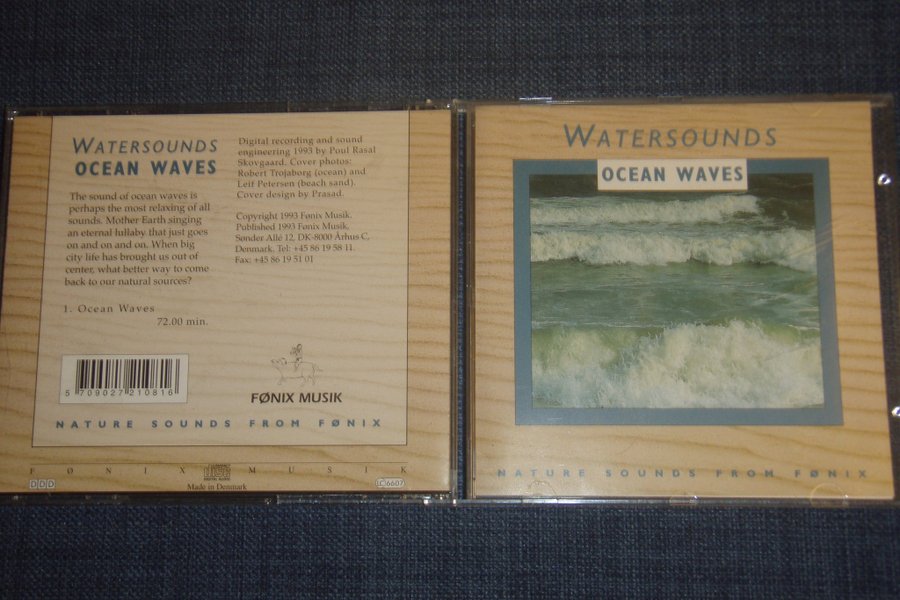 WATERSOUNDS
OCEAN WAVES
The sound of ocean waves is
perhaps the most relaxing of all
sounds. Mother Earth singing
an eternal lullaby that just goes
on and on and on. When big
city life has brought us out of
center, what better way to come
back to our natural sources?
1. Ocean Waves
72.00 min.
Digital recording and sound
engineering 1993 by Poul Rasal
Skovgaard. Cover photos:
Robert Trojaborg (ocean) and
Leif Petersen (beach sand).
Cover design by Prasad.
Copyright 1993 Fønix Musik.
Published 1993 Fønix Musik,
Sønder Allé 12, DK-8000 Århus C,
Denmark, Tel: +45 86 19 58 11.
Fax: +45 86 19 51 01
5 709027 210816
FØNIX MUSIK
NATURE SOUNDS FROM FØNIX
FØNIX MUSIK
DDD
Made in Denmark
LC 6607
WATERSOUNDS
OCEAN WAVES
NATURE SOUNDS FROM FØNIX